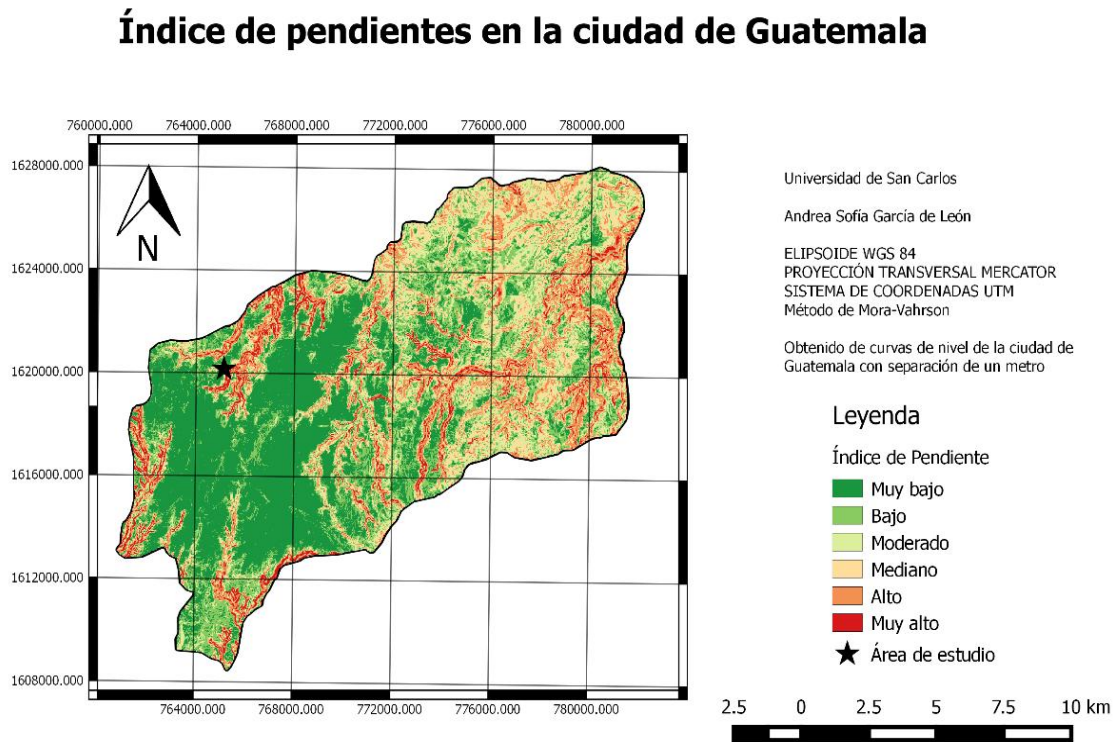 Índice de pendientes en la ciudad de Guatemala
760000.000 764000.000 768000.000 772000.000 776000.000 780000.000
1628000.000
1624000.000
1620000.000
1616000.000
1612000.000
1608000.000
N
764000.000 768000.000 772000.000 776000.000 780000.000
Universidad de San Carlos
Andrea Sofía García de León
ELIPSOIDE WGS 84
PROYECCIÓN TRANSVERSAL MERCATOR
SISTEMA DE COORDENADAS UTM
Método de Mora-Vahrson
Obtenido de curvas de nivel de la ciudad de
Guatemala con separación de un metro
Leyenda
Índice de Pendiente
Muy bajo
Bajo
Moderado
Mediano
Alto
Muy alto
Área de estudio
2.5 0 2.5 5 7.5 10 km